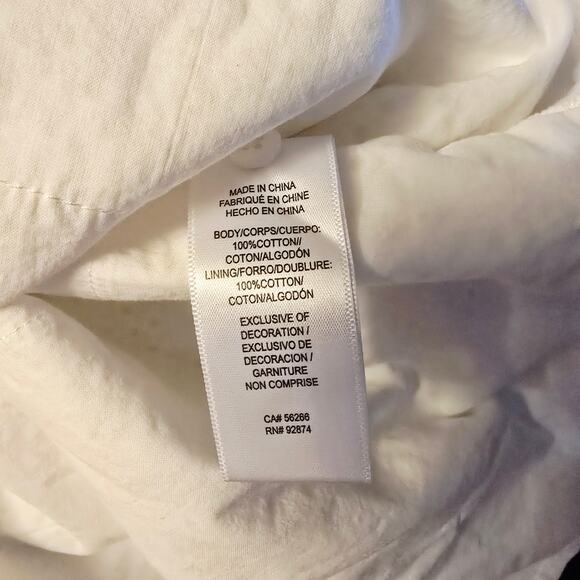 MADE IN CHINA
FABRIQUÉ EN CHINE
HECHO EN CHINA
BODY/CORPS/CUERPO:
100%COTTON//
COTON/ALGODÓN
LINING/FORRO/DOUBLURE:
100%COTTON/
COTON/ALGODÓN
EXCLUSIVE OF
DECORATION /
EXCLUSIVO DE
DECORACION /
GARNITURE
NON COMPRISE
CA# 56266
RN# 92874